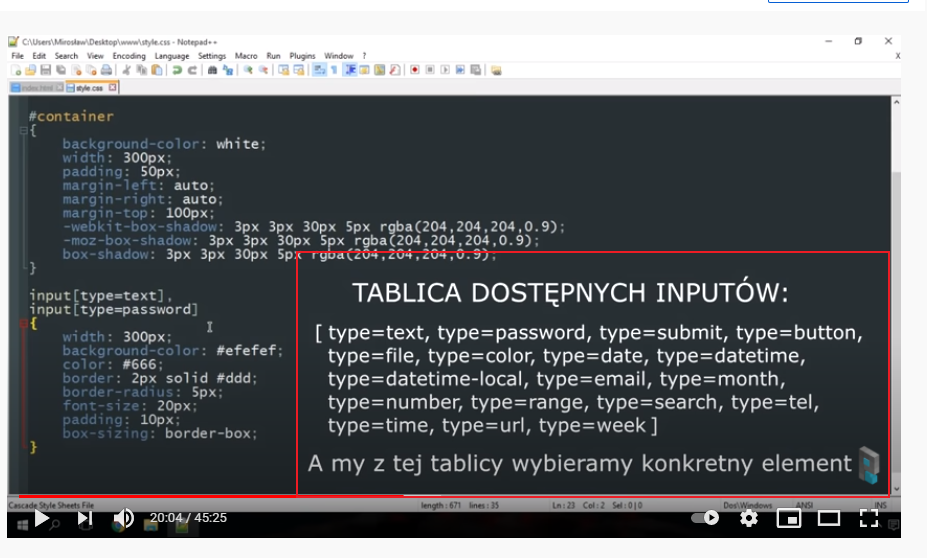 C:\Users\Mirosław\Desktop\www\style.css - Notepad++
File Edit Search View Encoding Language Settings Macro Run Plugins Window ?
X
index.html style.css
#container
{
background-color: white;
width: 300px;
padding: 50px;
margin-left: auto;
margin-right: auto;
margin-top: 100px;
-webkit-box-shadow: 3px 3px 30px 5px rgba(204,204,204,0.9);
-moz-box-shadow: 3px 3px 30px 5px rgba(204,204,204,0.9);
box-shadow: 3px 3px 30px 5px rgba(204,204,204,0.9);
}
input[type=text],
input[type=password]
{
width: 300px;
background-color: #efefef;
color: #666;
border: 2px solid #ddd;
border-radius: 5px;
font-size: 20px;
padding: 10px;
box-sizing: border-box;
}
TABLICA DOSTĘPNYCH INPUTÓW:
[ type=text, type=password, type=submit, type=button,
type=file, type=color, type=date, type=datetime,
type=datetime-local, type=email, type=month,
type=number, type=range, type=search, type=tel,
type=time, type=url, type=week ]
A my z tej tablicy wybieramy konkretny element
Cascade Style Sheets File length : 671 lines : 35 Ln : 23 Col : 2 Sel : 0 | 0 Dos\Windows ANSI INS
20:04 / 45:25